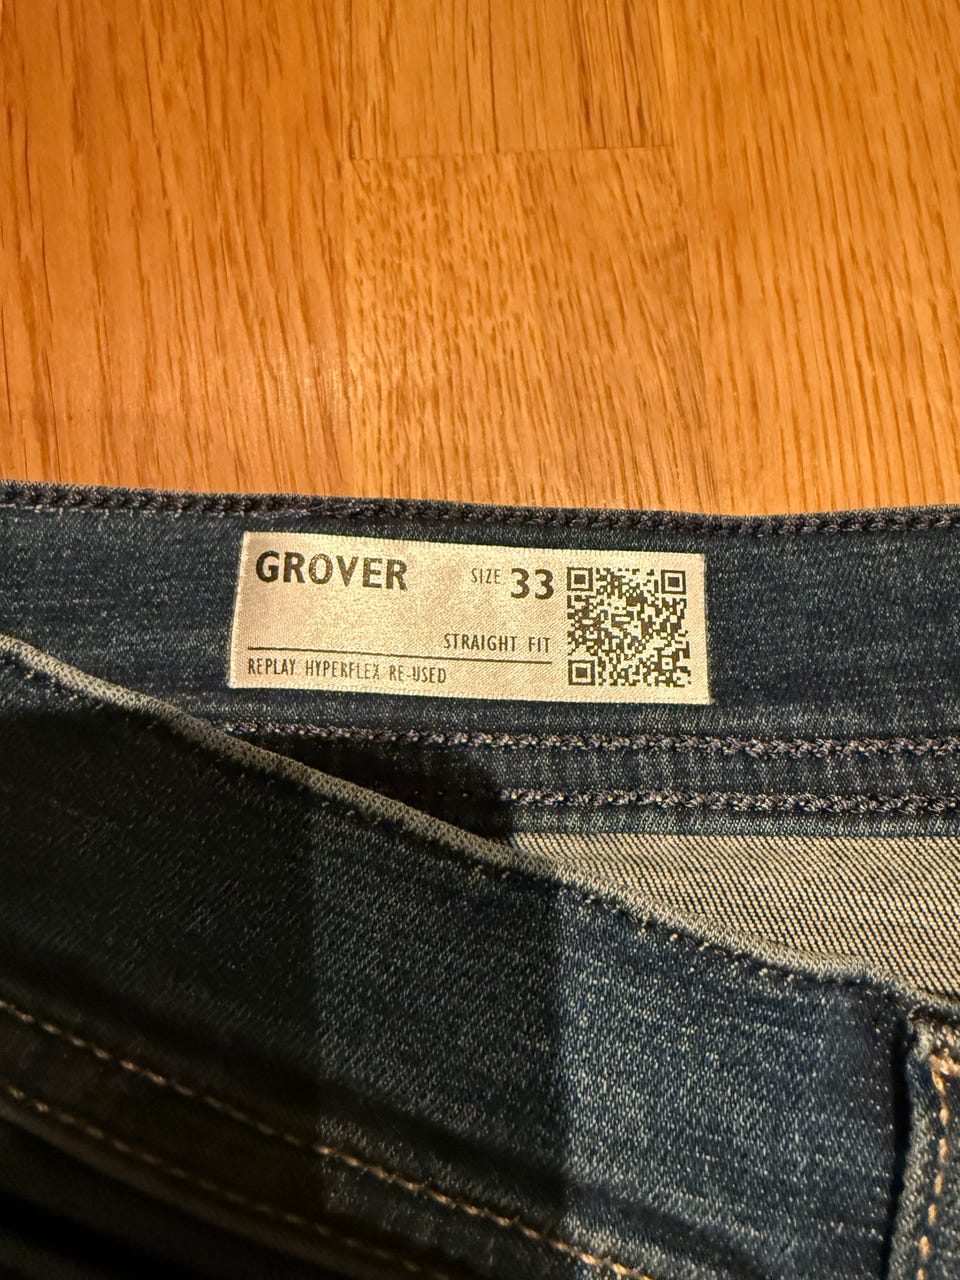 GROVER SIZE 33
STRAIGHT FIT
REPLAY HYPERFLEX RE-USED